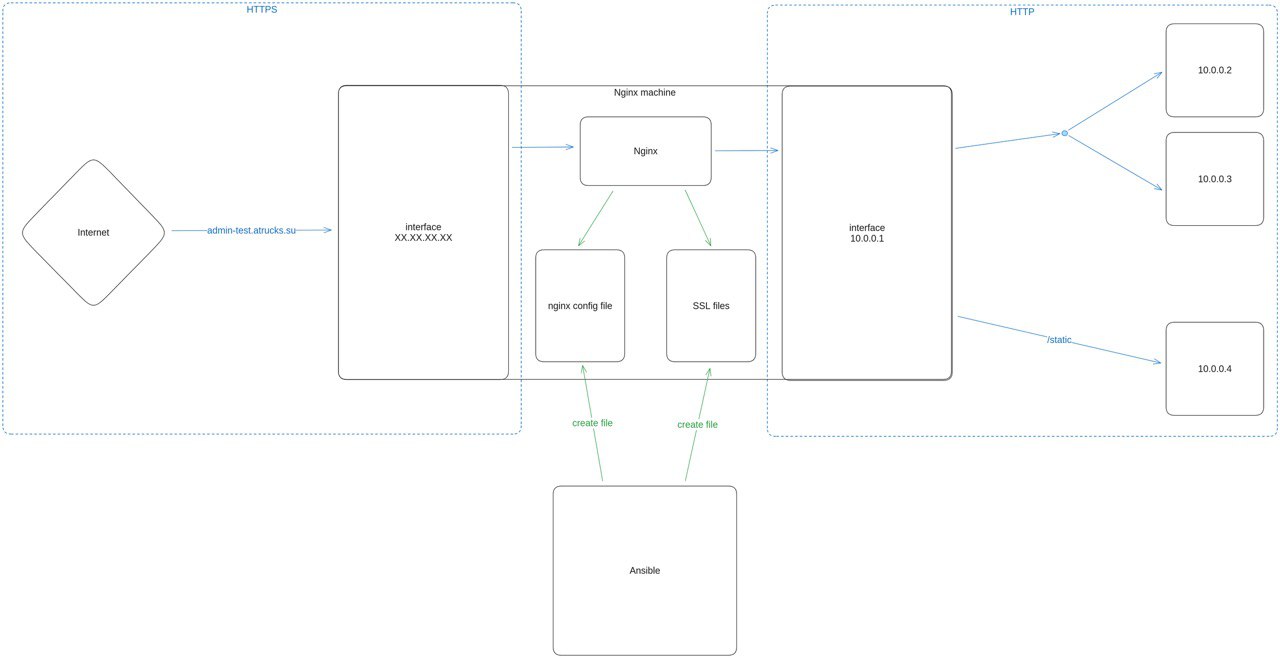 HTTPS
HTTP
Nginx machine
10.0.0.2
Nginx
10.0.0.3
Internet
admin-test.atrucks.su
interface
XX.XX.XX.XX
interface
10.0.0.1
nginx config file
SSL files
/static
10.0.0.4
create file
create file
Ansible